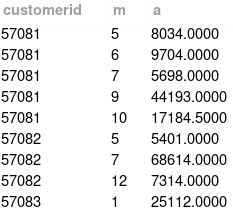 customerid m a
57081 5 8034.0000
57081 6 9704.0000
57081 7 5698.0000
57081 9 44193.0000
57081 10 17184.5000
57082 5 5401.0000
57082 7 68614.0000
57082 12 7314.0000
57083 1 25112.0000